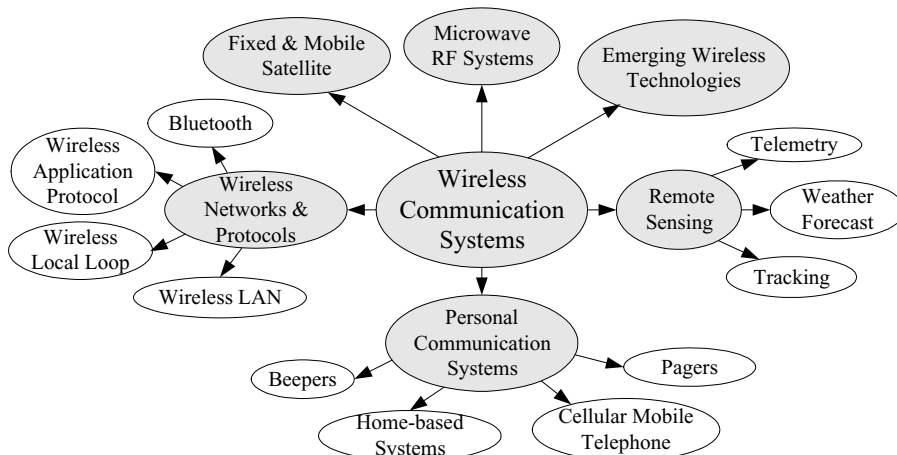 Fixed & Mobile
Satellite
Microwave
RF Systems
Emerging Wireless
Technologies
Bluetooth
Wireless
Application
Protocol
Wireless
Networks &
Protocols
Wireless
Local Loop
Wireless LAN
Wireless
Communication
Systems
Remote
Sensing
Telemetry
Weather
Forecast
Tracking
Personal
Communication
Systems
Beepers
Home-based
Systems
Cellular Mobile
Telephone
Pagers